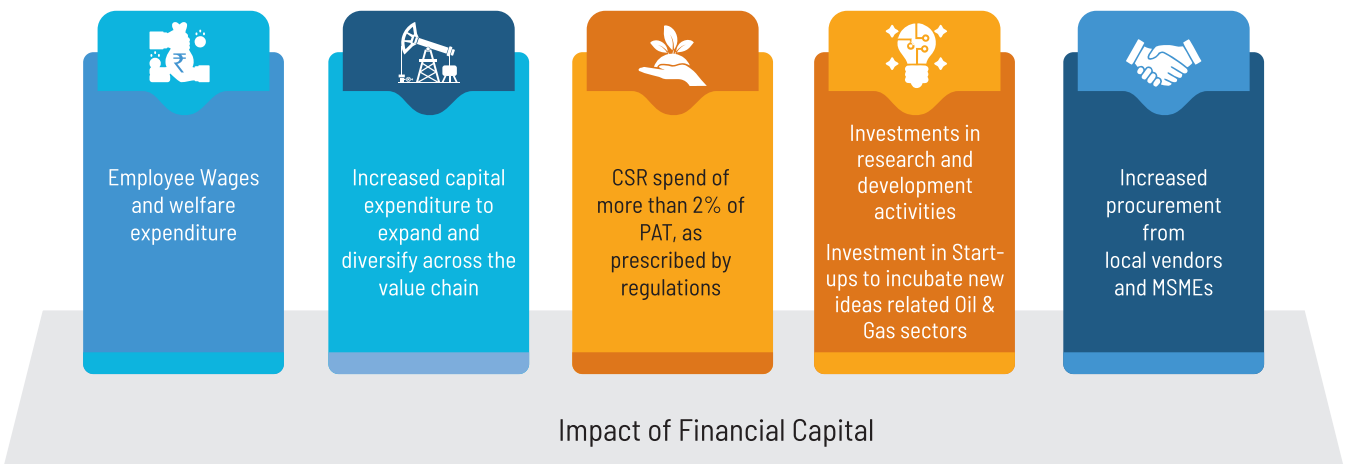 ₹
Employee Wages
and welfare
expenditure
Increased capital
expenditure to
expand and
diversify across the
value chain
CSR spend of
more than 2% of
PAT, as
prescribed by
regulations
Investments in
research and
development
activities
Investment in Start-
ups to incubate new
ideas related Oil &
Gas sectors
Increased
procurement
from
local vendors
and MSMEs
Impact of Financial Capital